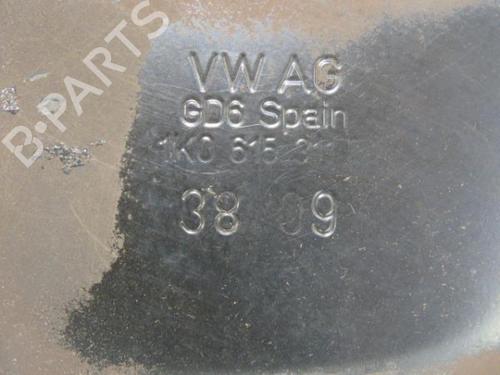 B-PARTS
VW AG
GD6 Spain
1K0 615
38 09